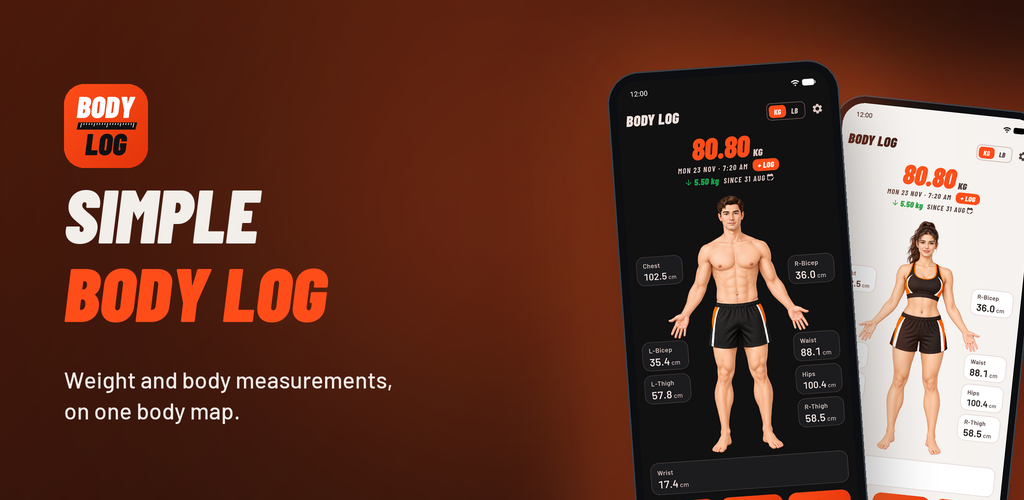 BODY
LOG
SIMPLE
BODY LOG
Weight and body measurements,
on one body map.
12:00
BODY LOG
KG LB
80.80 KG
MON 23 NOV · 7:20 AM + LOG
↓ 5.50 kg SINCE 31 AUG
Chest
102.5 cm
R-Bicep
36.0 cm
L-Bicep
35.4 cm
Waist
88.1 cm
L-Thigh
57.8 cm
Hips
100.4 cm
R-Thigh
58.5 cm
Wrist
17.4 cm
12:00
BODY LOG
KG LB
80.80 KG
MON 23 NOV · 7:20 AM + LOG
↓ 5.50 kg SINCE 31 AUG
.5 cm
R-Bicep
36.0 cm
Waist
88.1 cm
Hips
100.4 cm
R-Thigh
58.5 cm